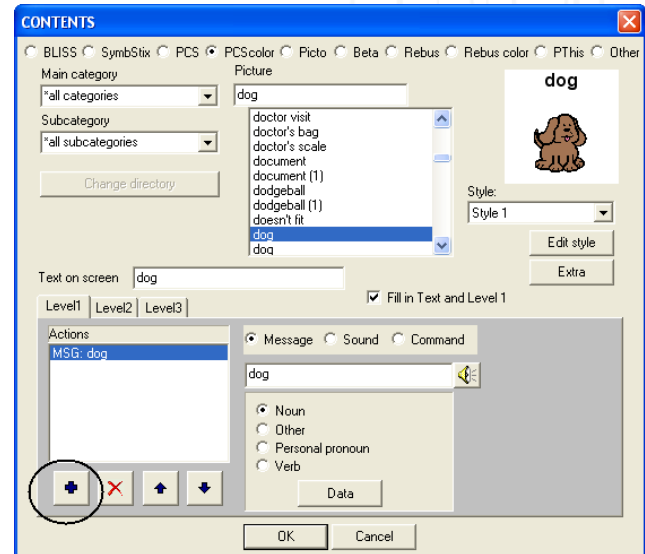 CONTENTS
BLISS SymbStix PCS PCScolor Picto Beta Rebus Rebus color PThis Other
Main category
*all categories
Subcategory
*all subcategories
Change directory
Picture
dog
doctor visit
doctor's bag
doctor's scale
document
document (1)
dodgeball
dodgeball (1)
doesn't fit
dog
dog
dog
Style:
Style 1
Edit style
Extra
Text on screen dog
Fill in Text and Level 1
Level1 Level2 Level3
Actions
MSG: dog
Message Sound Command
dog
Noun
Other
Personal pronoun
Verb
Data
OK Cancel